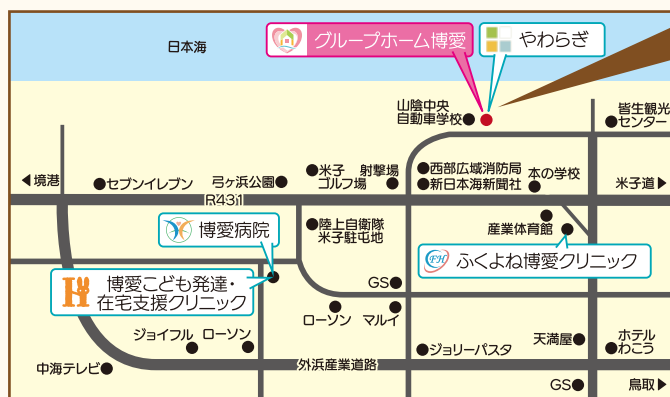 日本海
グループホーム博愛
やわらぎ
山陰中央
自動車学校
皆生観光
センター
境港
セブンイレブン
弓ヶ浜公園
米子
ゴルフ場
射撃場
西部広域消防局
新日本海新聞社
本の学校
米子道
R431
博愛病院
陸上自衛隊
米子駐屯地
産業体育館
FH
ふくよね博愛クリニック
博愛こども発達・
在宅支援クリニック
GS
ローソン
マルイ
ジョイフル
ローソン
中海テレビ
外浜産業道路
ジョリーパスタ
天満屋
ホテル
わこう
GS
鳥取